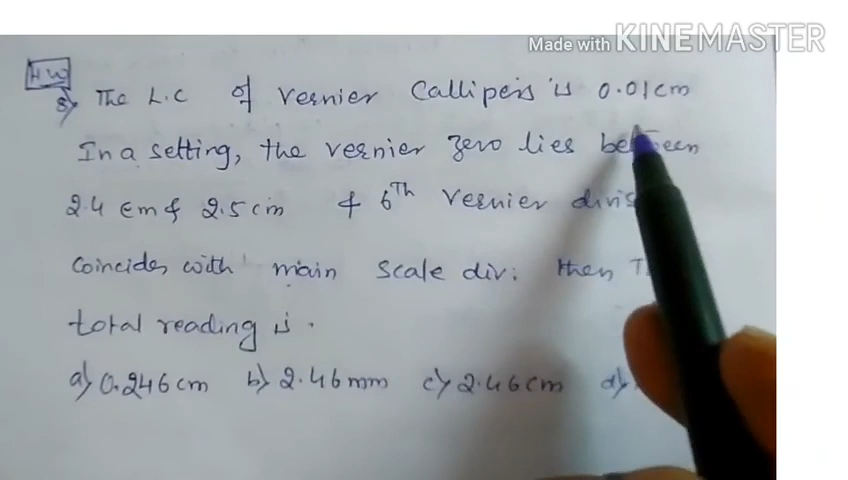 Made with KINEMASTER
HW
8) The L.C of Vernier Callipers is 0.01cm
In a setting, the vernier zero lies between
2.4 cm & 2.5 cm & 6Th Vernier
coincides with main scale div. then
total reading is.
a) 0.246 cm b) 2.46 mm c) 2.46 cm d)